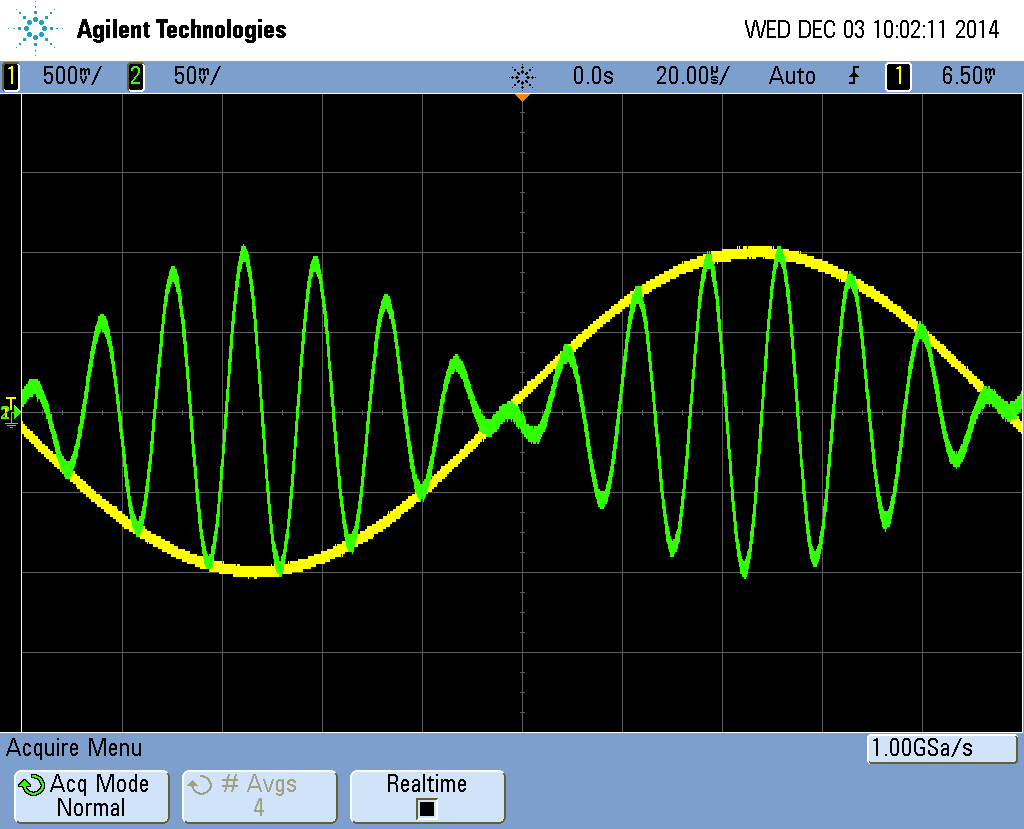 Agilent Technologies
WED DEC 03 10:02:11 2014
1 500mV/ 2 50mV/ 0.0s 20.00µs/ Auto 1 6.50mV
Acquire Menu
1.00GSa/s
Acq Mode
Normal
# Avgs
4
Realtime